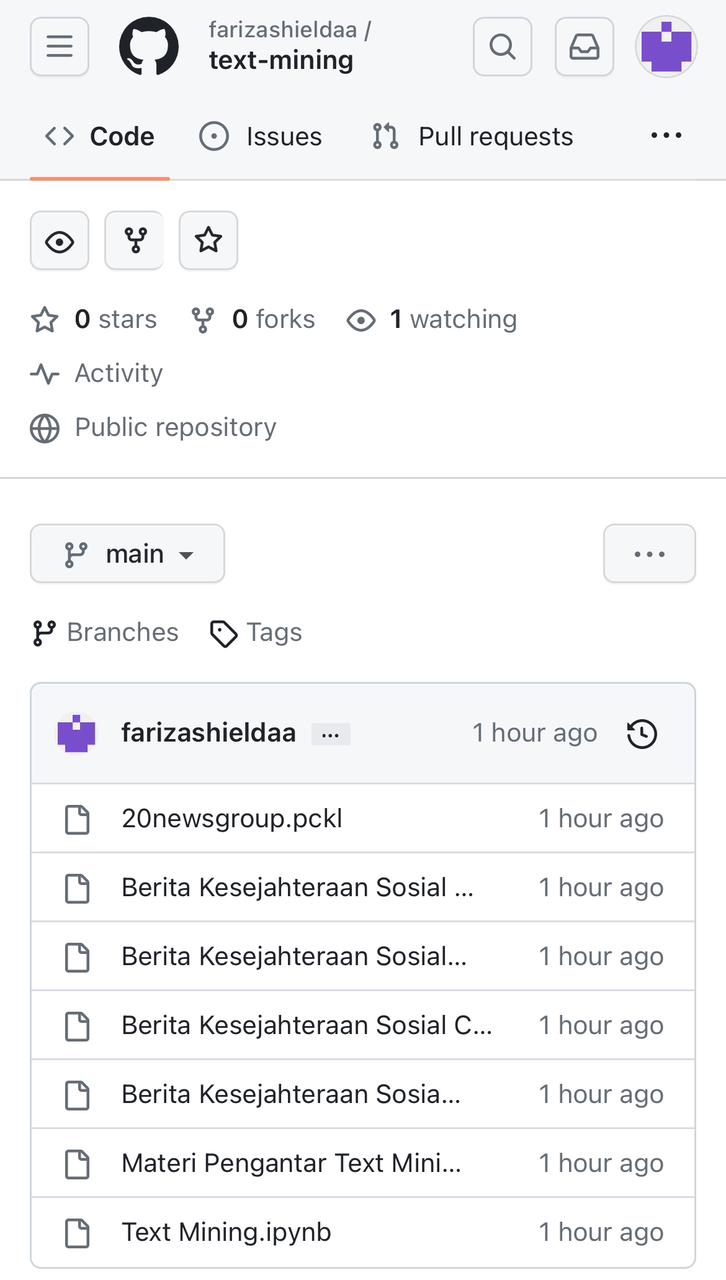 farizashieldaa /
text-mining
Code Issues Pull requests ...
0 stars 0 forks 1 watching
Activity
Public repository
main ...
Branches Tags
farizashieldaa ... 1 hour ago
20newsgroup.pckl 1 hour ago
Berita Kesejahteraan Sosial ... 1 hour ago
Berita Kesejahteraan Sosial... 1 hour ago
Berita Kesejahteraan Sosial C... 1 hour ago
Berita Kesejahteraan Sosia... 1 hour ago
Materi Pengantar Text Mini... 1 hour ago
Text Mining.ipynb 1 hour ago